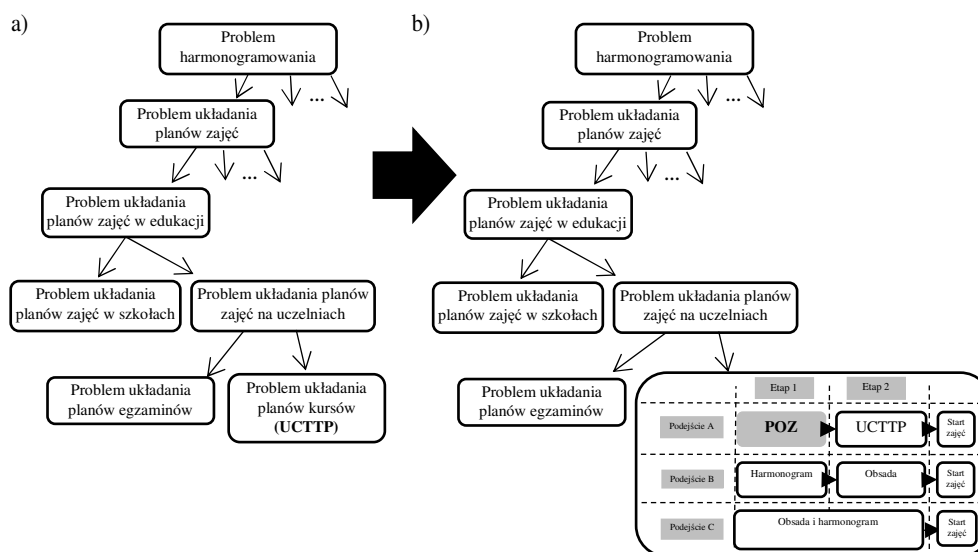 a)
Problem
harmonogramowania
...
Problem układania
planów zajęć
...
Problem układania
planów zajęć w edukacji
Problem układania
planów zajęć w szkołach
Problem układania planów
zajęć na uczelniach
Problem układania
planów egzaminów
Problem układania
planów kursów
(UCTTP)
b)
Problem
harmonogramowania
...
Problem układania
planów zajęć
...
Problem układania
planów zajęć w edukacji
Problem układania
planów zajęć w szkołach
Problem układania planów
zajęć na uczelniach
Problem układania
planów egzaminów
Etap 1
Etap 2
Podejście A
POZ
UCTTP
Start
zajęć
Podejście B
Harmonogram
Obsada
Start
zajęć
Podejście C
Obsada i harmonogram
Start
zajęć